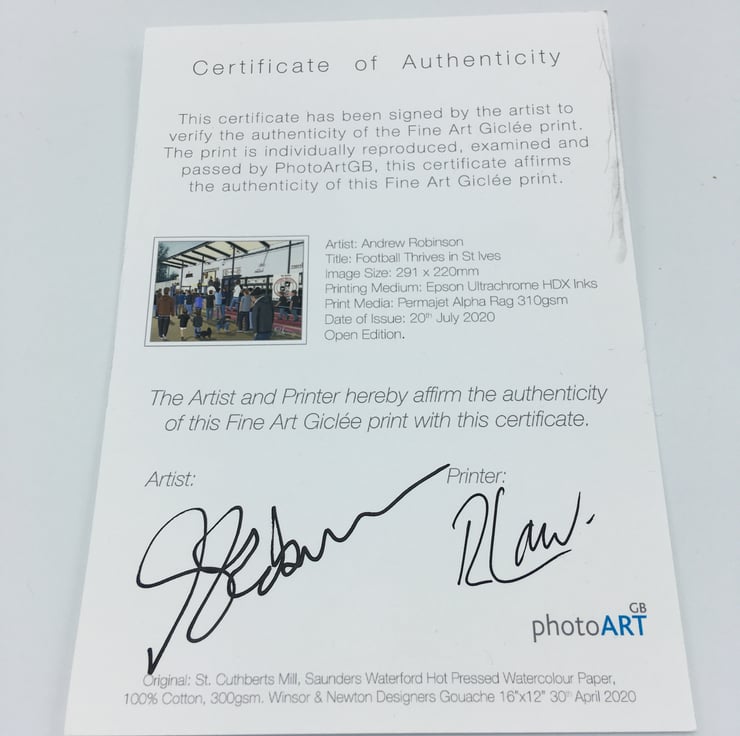 Certificate of Authenticity
This certificate has been signed by the artist to
verify the authenticity of the Fine Art Giclée print.
The print is individually reproduced, examined and
passed by PhotoArtGB, this certificate affirms
the authenticity of this Fine Art Giclée print.
Artist: Andrew Robinson
Title: Football Thrives in St Ives
Image Size: 291 x 220mm
Printing Medium: Epson Ultrachrome HDX Inks
Print Media: Permajet Alpha Rag 310gsm
Date of Issue: 20th July 2020
Open Edition.
The Artist and Printer hereby affirm the authenticity
of this Fine Art Giclée print with this certificate.
Artist:
Printer:
R Law.
photoART GB
Original: St. Cuthberts Mill, Saunders Waterford Hot Pressed Watercolour Paper,
100% Cotton, 300gsm. Winsor & Newton Designers Gouache 16"x12" 30th April 2020